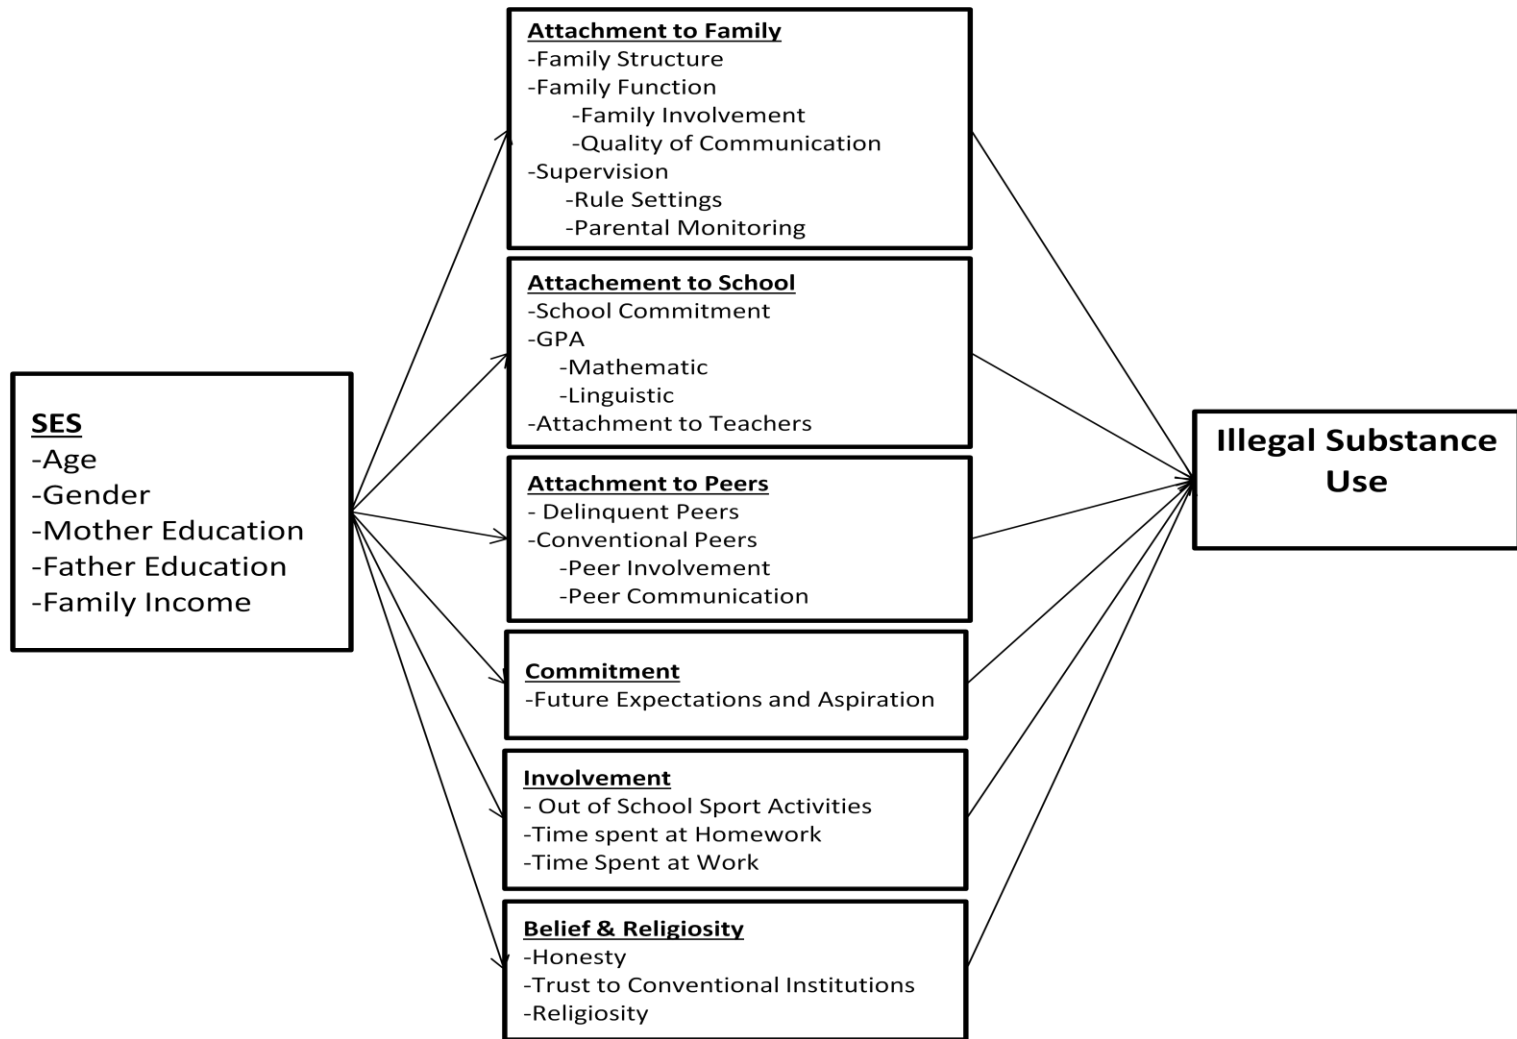 SES
-Age
-Gender
-Mother Education
-Father Education
-Family Income
Attachment to Family
-Family Structure
-Family Function
-Family Involvement
-Quality of Communication
-Supervision
-Rule Settings
-Parental Monitoring
Attachement to School
-School Commitment
-GPA
-Mathematic
-Linguistic
-Attachment to Teachers
Attachment to Peers
- Delinquent Peers
-Conventional Peers
-Peer Involvement
-Peer Communication
Commitment
-Future Expectations and Aspiration
Involvement
- Out of School Sport Activities
-Time spent at Homework
-Time Spent at Work
Belief & Religiosity
-Honesty
-Trust to Conventional Institutions
-Religiosity
Illegal Substance
Use